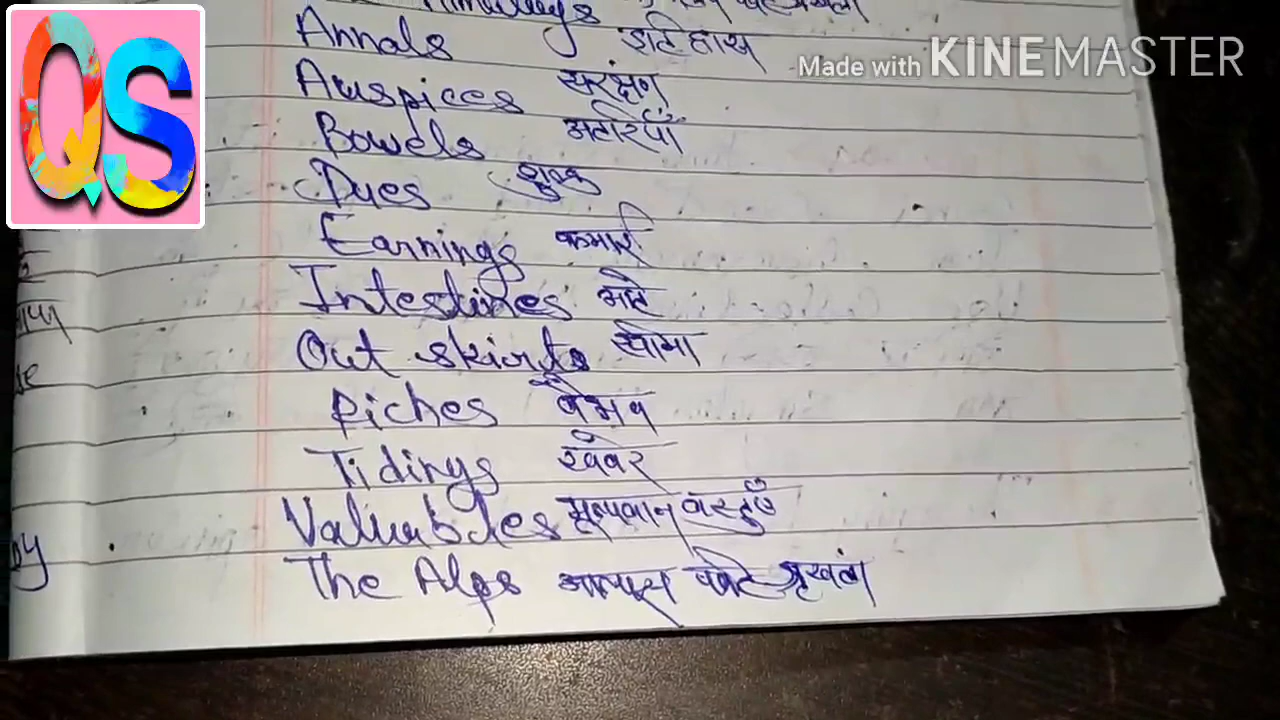 QS
Made with KINEMASTER
Annals इतिहास
Auspices संरक्षण
Bowels अंतरियाँ
Dues शुल्क
Earnings कमाई
Intestines आंते
Out skirts सीमा
Riches वैभव
Tidings खबर
Valuables मूल्यवान वस्तुएँ
The Alps आल्पस पर्वत श्रृखला